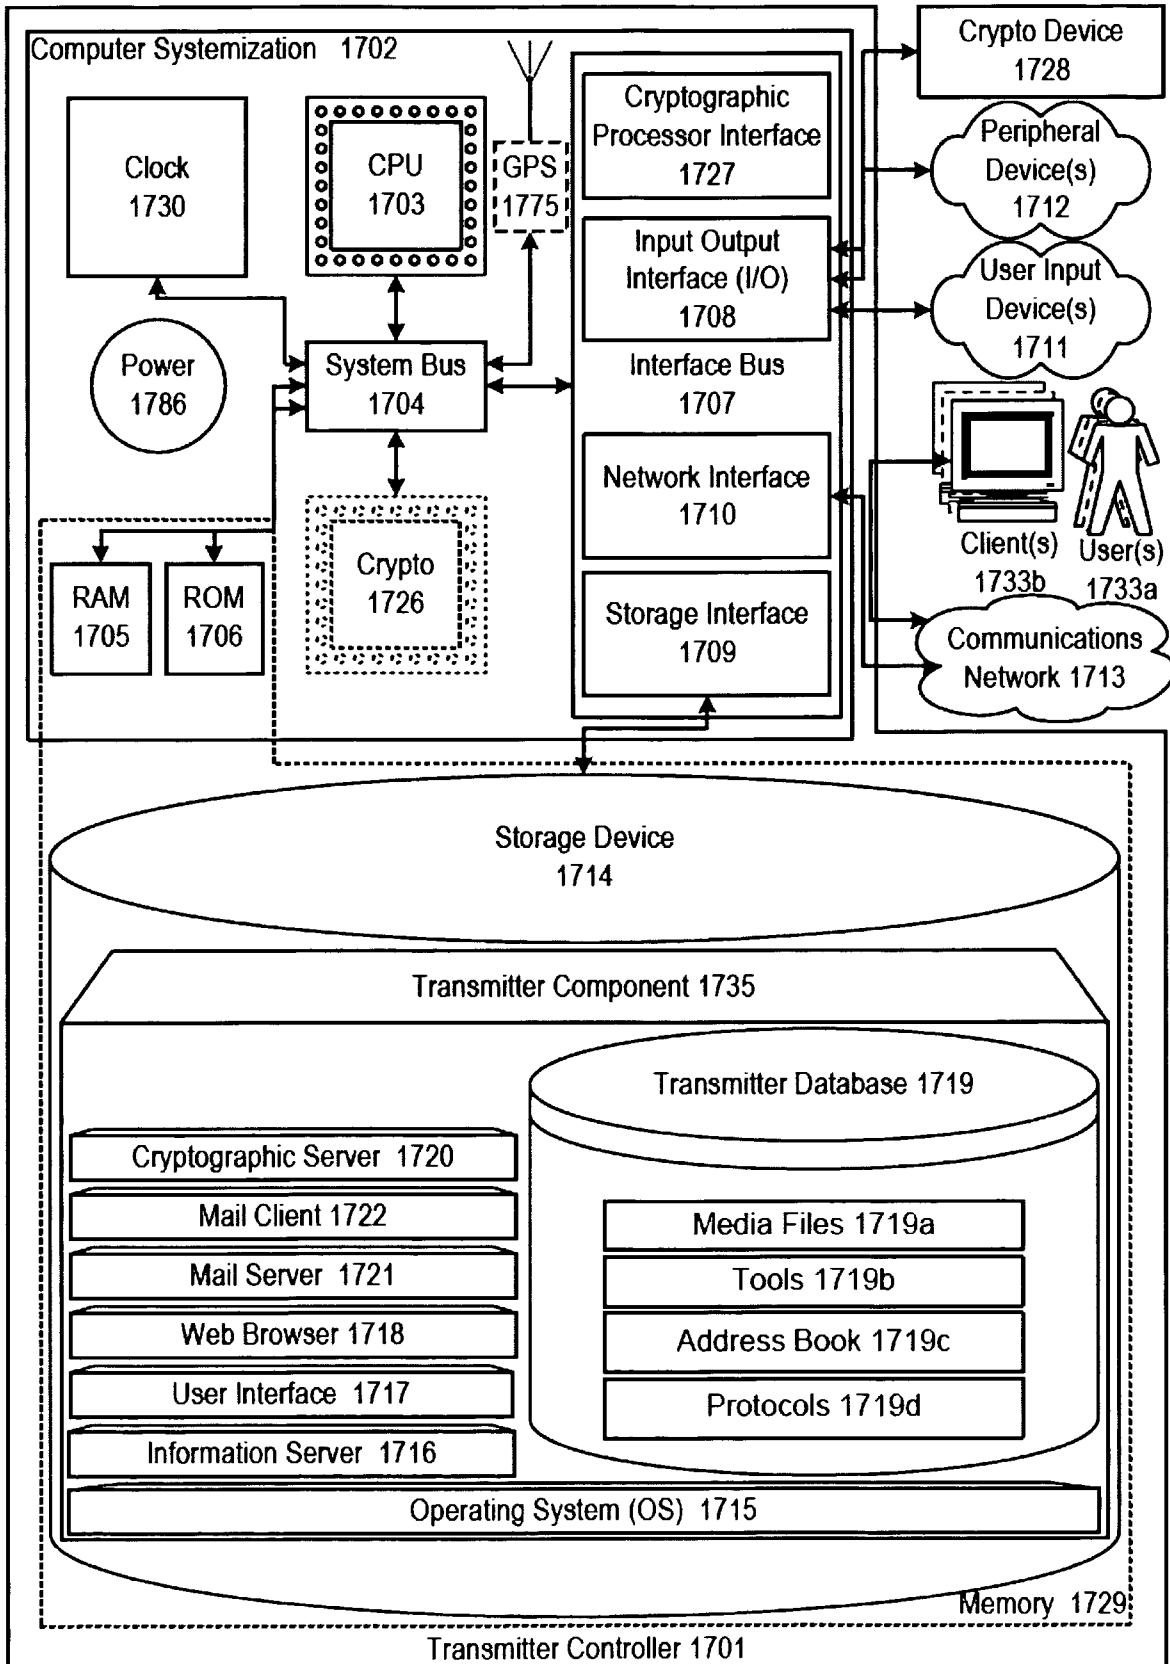 Computer Systemization 1702
Clock
1730
CPU
1703
GPS
1775
Cryptographic
Processor Interface
1727
Input Output
Interface (I/O)
1708
Interface Bus
1707
Network Interface
1710
Storage Interface
1709
Power
1786
System Bus
1704
Crypto
1726
RAM
1705
ROM
1706
Crypto Device
1728
Peripheral
Device(s)
1712
User Input
Device(s)
1711
Client(s)
1733b
User(s)
1733a
Communications
Network 1713
Storage Device
1714
Transmitter Component 1735
Transmitter Database 1719
Cryptographic Server 1720
Mail Client 1722
Mail Server 1721
Web Browser 1718
User Interface 1717
Information Server 1716
Media Files 1719a
Tools 1719b
Address Book 1719c
Protocols 1719d
Operating System (OS) 1715
Memory 1729
Transmitter Controller 1701